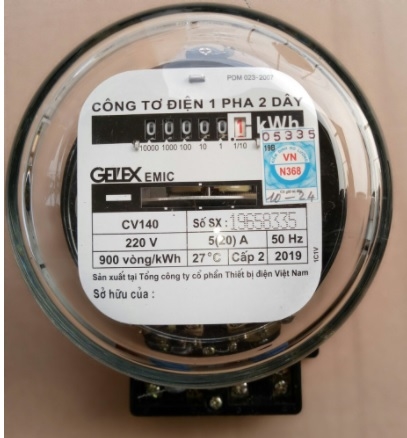 PDM 023-2007
CÔNG TƠ ĐIỆN 1 PHA 2 DÂY
0 0 0 0 0 1 kWh
10000 1000 100 10 1 1/10
05335
VN
N368
10-24
GELEX EMIC
CV140 Số SX : 19658335
220 V 5(20) A 50 Hz
900 vòng/kWh 27°C Cấp 2 2019
Sản xuất tại Tổng công ty cổ phần Thiết bị điện Việt Nam
Sở hữu của :
1C1V